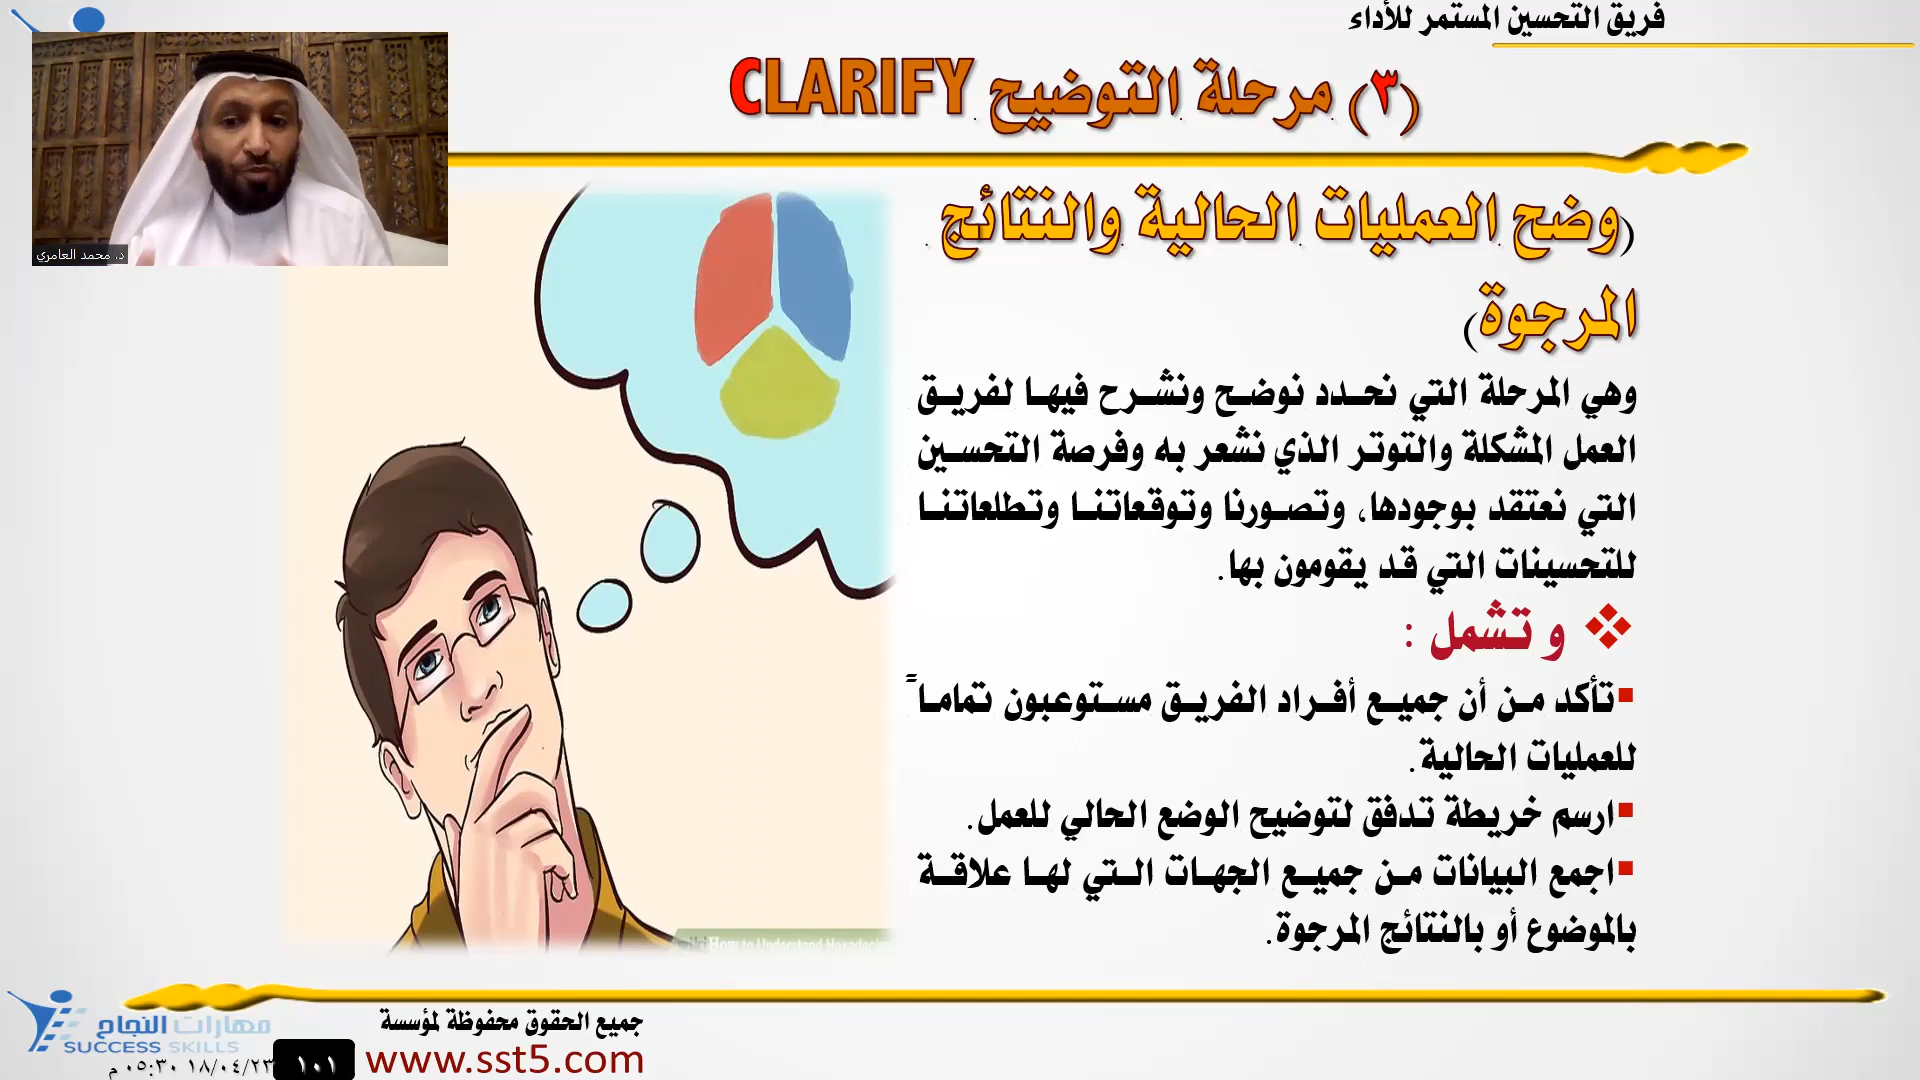 فريق التحسين المستمر للأداء
(٣) مرحلة التوضيح CLARIFY
د. محمد العامري
(وضح العمليات الحالية والنتائج
المرجوة)
وهي المرحلة التي نحدد نوضح ونشرح فيها لفريق
العمل المشكلة والتوتر الذي نشعر به وفرصة التحسين
التي نعتقد بوجودها، وتصورنا وتوقعاتنا وتطلعاتنا
للتحسينات التي قد يقومون بها.
و تشمل :
تأكد من أن جميع أفراد الفريق مستوعبون تماماً
للعمليات الحالية.
ارسم خريطة تدفق لتوضيح الوضع الحالي للعمل.
اجمع البيانات من جميع الجهات التي لها علاقة
بالموضوع أو بالنتائج المرجوة.
wikiHow to Understand
جميع الحقوق محفوظة لمؤسسة
www.sst5.com
مهارات النجاح
SUCCESS SKILLS
١٠١
١٨/٠٤/٢٣ ٠٥:٣٠ م